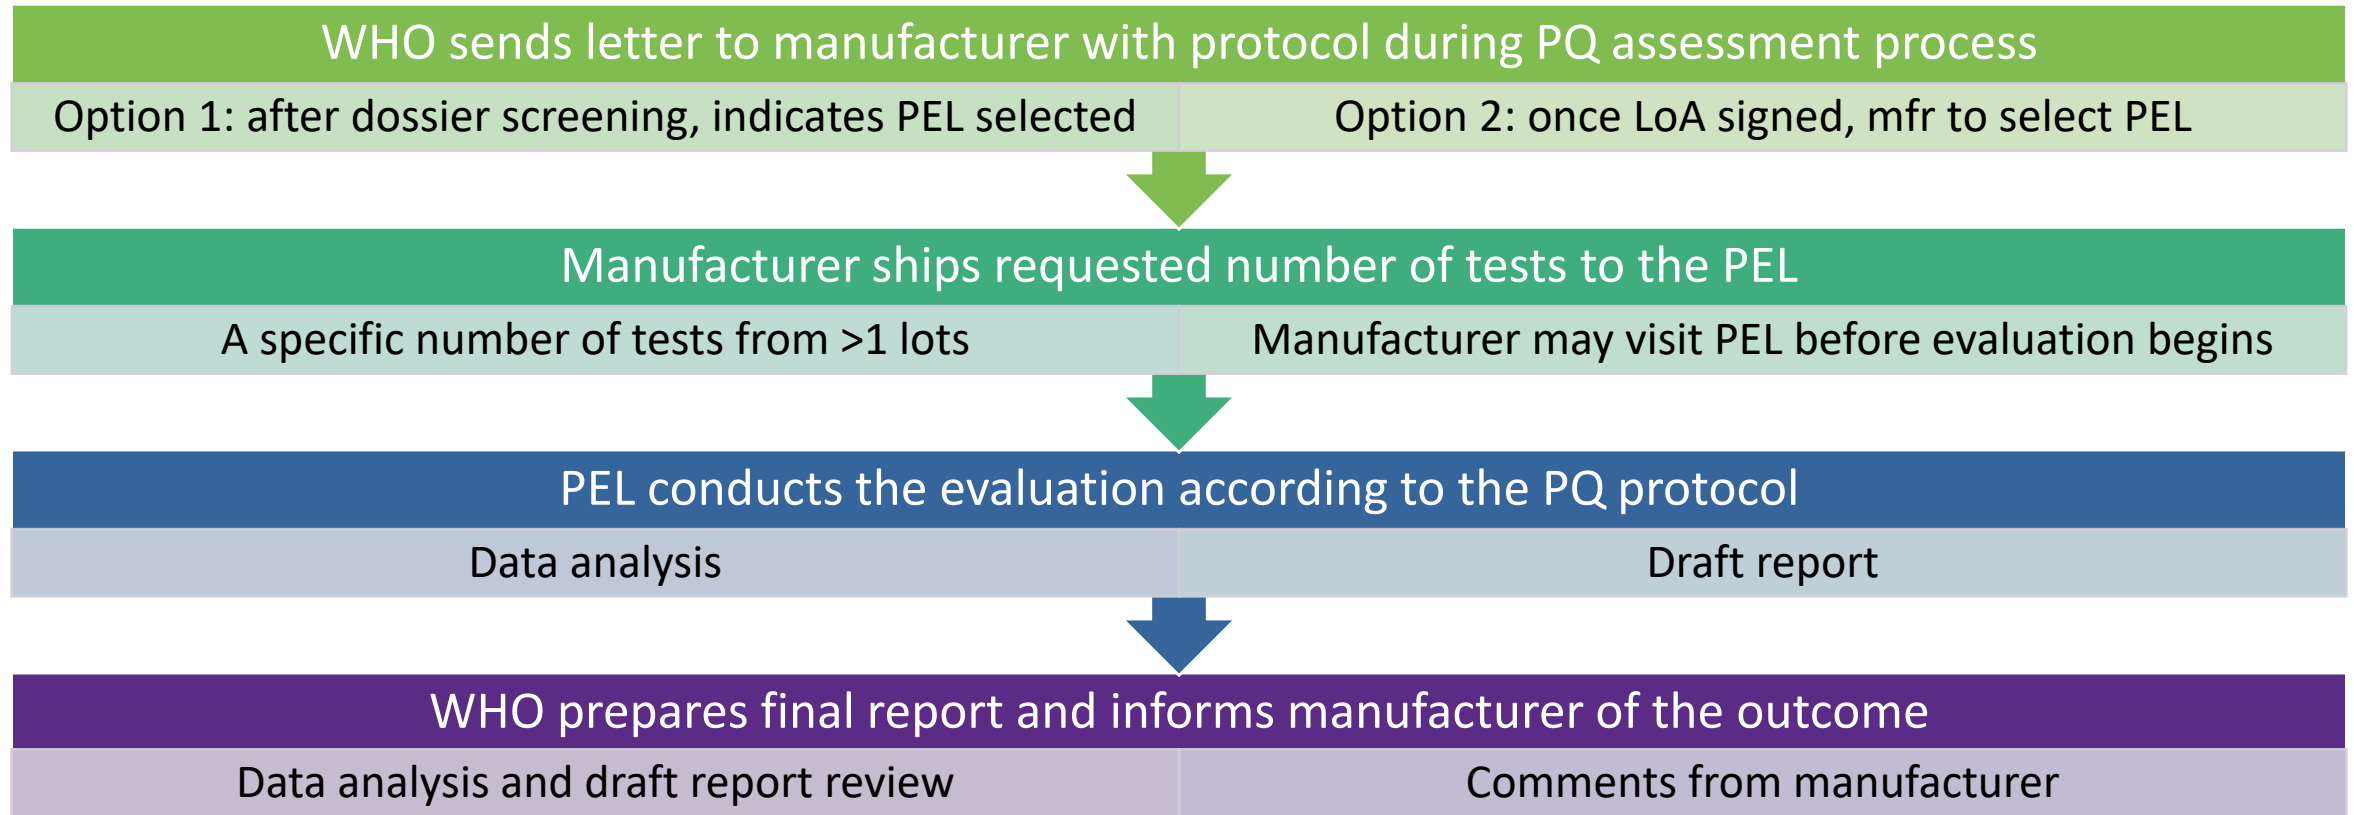 WHO sends letter to manufacturer with protocol during PQ assessment process
Option 1: after dossier screening, indicates PEL selected
Option 2: once LoA signed, mfr to select PEL
Manufacturer ships requested number of tests to the PEL
A specific number of tests from >1 lots
Manufacturer may visit PEL before evaluation begins
PEL conducts the evaluation according to the PQ protocol
Data analysis
Draft report
WHO prepares final report and informs manufacturer of the outcome
Data analysis and draft report review
Comments from manufacturer